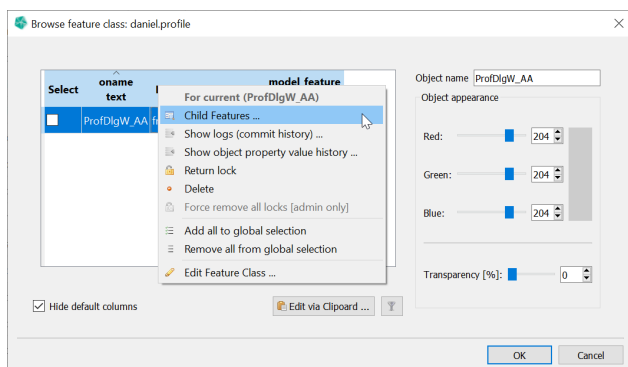 Browse feature class: daniel.profile
Select
oname
text
model_feature
ProfDlgW_AA
For current (ProfDlgW_AA)
Child Features ...
Show logs (commit history) ...
Show object property value history ...
Return lock
Delete
Force remove all locks [admin only]
Add all to global selection
Remove all from global selection
Edit Feature Class ...
Hide default columns
Edit via Clipoard ...
Object name ProfDlgW_AA
Object appearance
Red: 204
Green: 204
Blue: 204
Transparency [%]: 0
OK Cancel